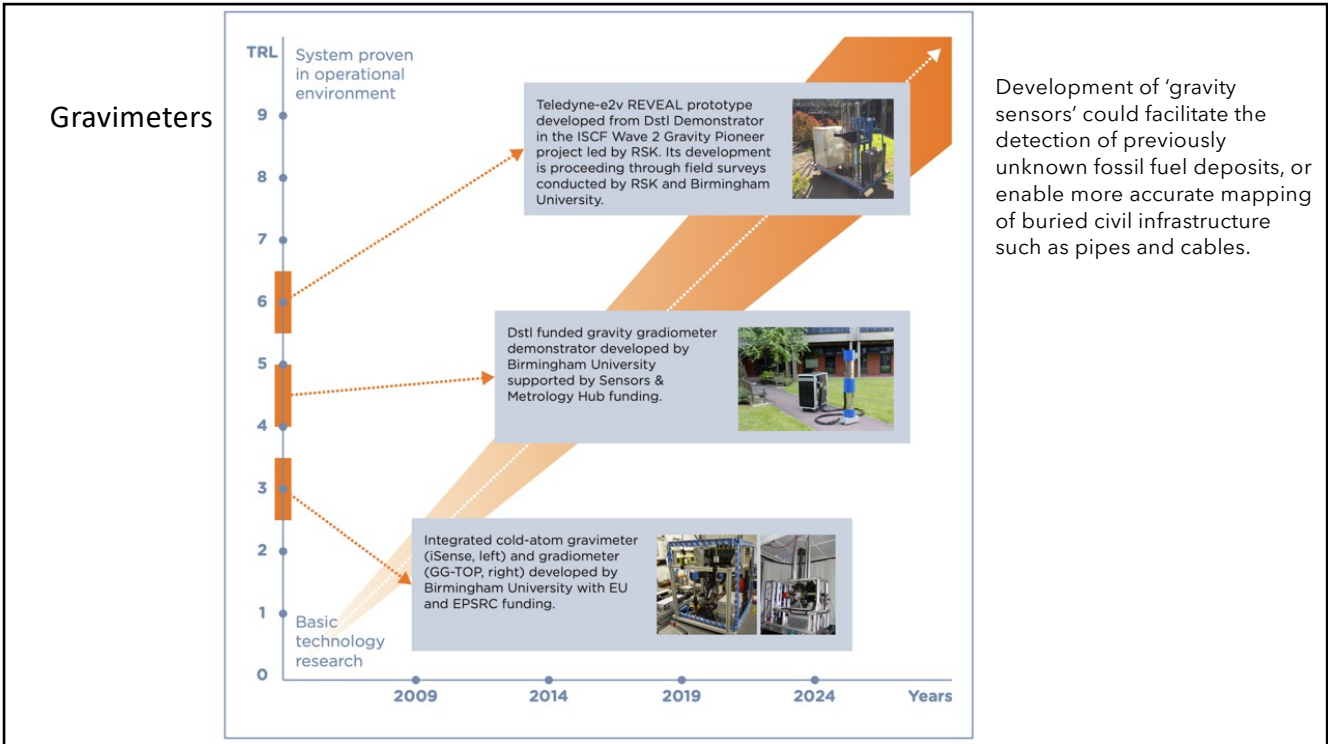 Gravimeters
TRL
System proven
in operational
environment
9
8
7
6
5
4
3
2
1
0
Basic
technology
research
2009
2014
2019
2024
Years
Teledyne-e2v REVEAL prototype
developed from Dstl Demonstrator
in the ISCF Wave 2 Gravity Pioneer
project led by RSK. Its development
is proceeding through field surveys
conducted by RSK and Birmingham
University.
Dstl funded gravity gradiometer
demonstrator developed by
Birmingham University
supported by Sensors &
Metrology Hub funding.
Integrated cold-atom gravimeter
(iSense, left) and gradiometer
(GG-TOP, right) developed by
Birmingham University with EU
and EPSRC funding.
Development of ‘gravity
sensors’ could facilitate the
detection of previously
unknown fossil fuel deposits, or
enable more accurate mapping
of buried civil infrastructure
such as pipes and cables.